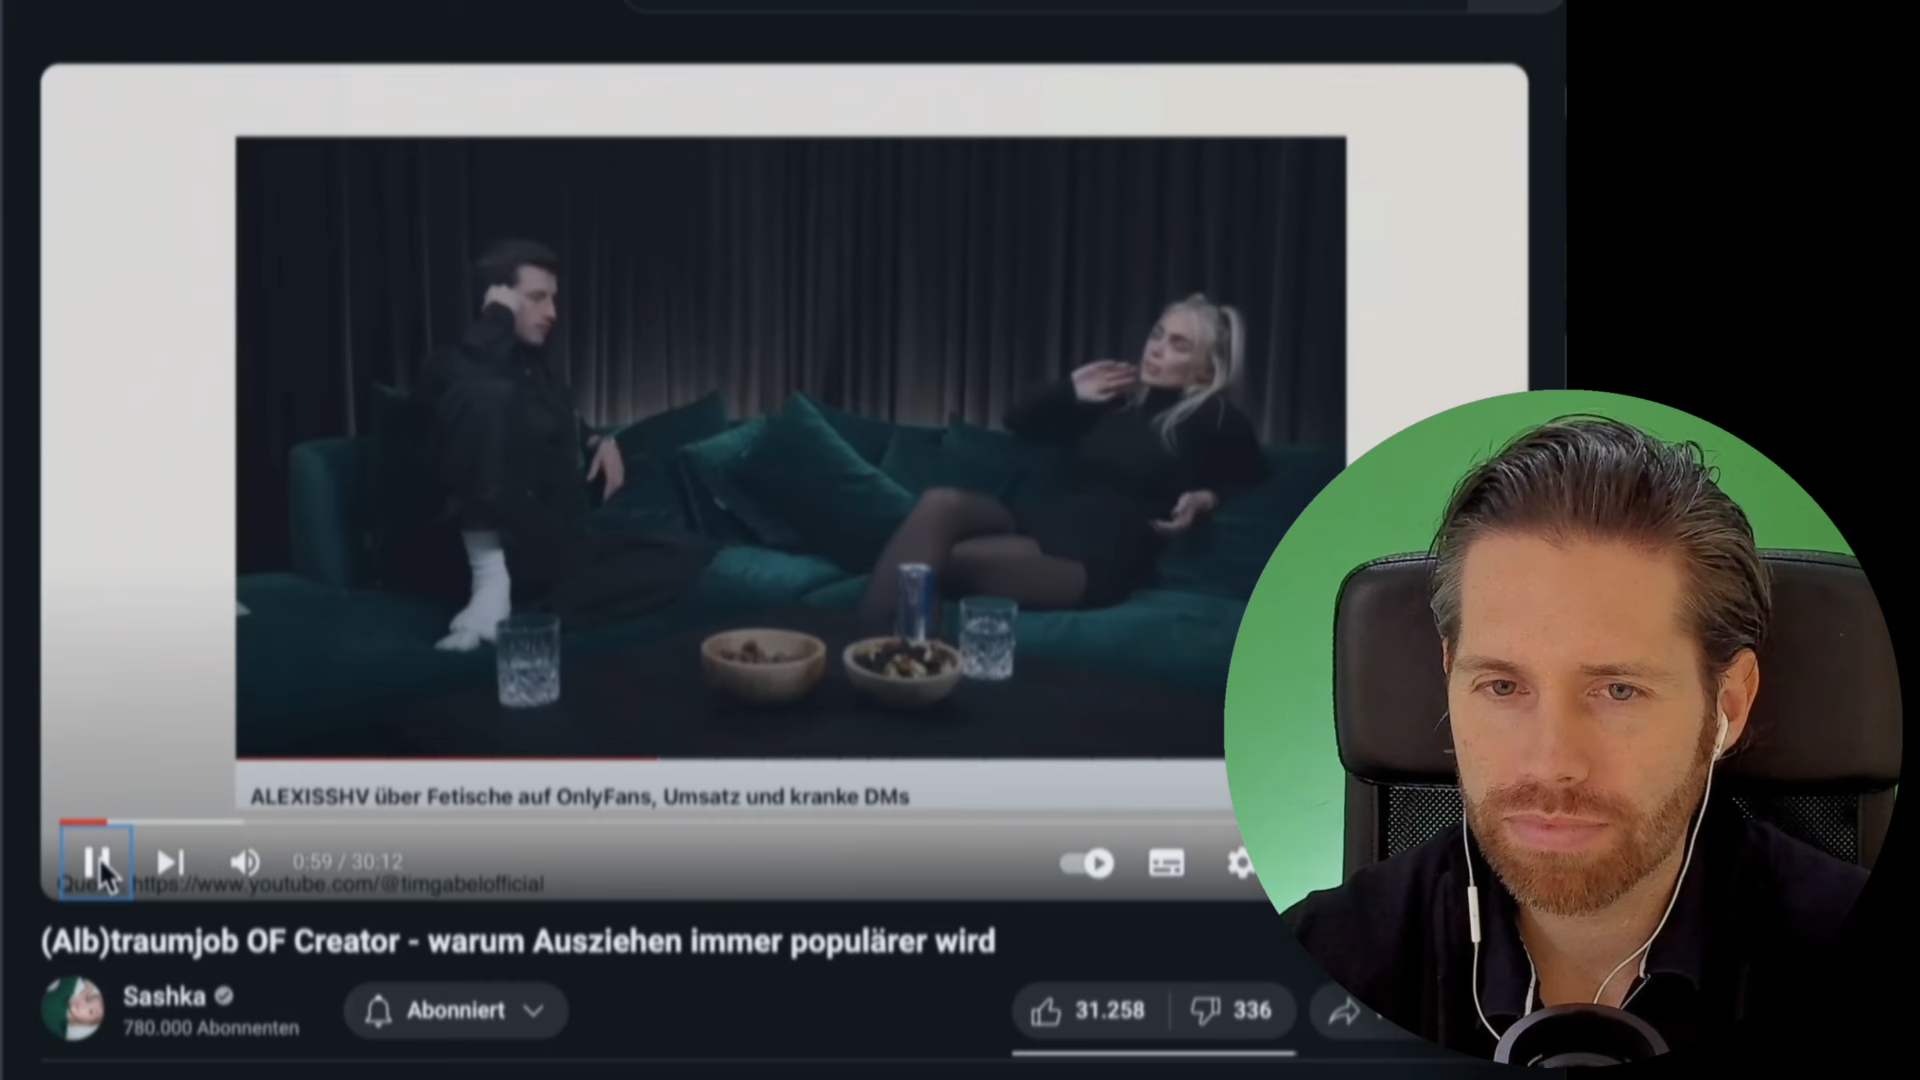 ALEXISSHV über Fetische auf OnlyFans, Umsatz und kranke DMs
0:59 / 30:12
https://www.youtube.com/@timgabelofficial
(Alb)traumjob OF Creator - warum Ausziehen immer populärer wird
Sashka
780.000 Abonnenten
Abonniert
31.258
336